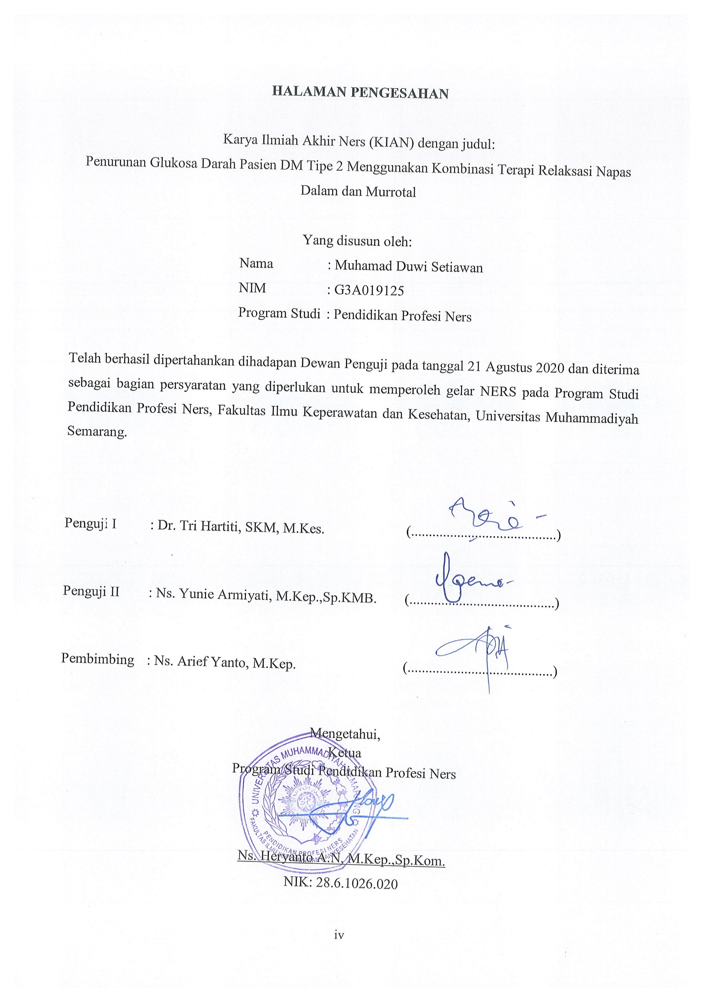 HALAMAN PENGESAHAN
Karya Ilmiah Akhir Ners (KIAN) dengan judul:
Penurunan Glukosa Darah Pasien DM Tipe 2 Menggunakan Kombinasi Terapi Relaksasi Napas
Dalam dan Murrotal
Yang disusun oleh:
Nama : Muhamad Duwi Setiawan
NIM : G3A019125
Program Studi : Pendidikan Profesi Ners
Telah berhasil dipertahankan dihadapan Dewan Penguji pada tanggal 21 Agustus 2020 dan diterima
sebagai bagian persyaratan yang diperlukan untuk memperoleh gelar NERS pada Program Studi
Pendidikan Profesi Ners, Fakultas Ilmu Keperawatan dan Kesehatan, Universitas Muhammadiyah
Semarang.
Penguji I : Dr. Tri Hartiti, SKM, M.Kes. (..........................................)
Penguji II : Ns. Yunie Armiyati, M.Kep.,Sp.KMB. (..........................................)
Pembimbing : Ns. Arief Yanto, M.Kep. (..........................................)
Mengetahui,
Ketua
Program Studi Pendidikan Profesi Ners
UNIVERSITAS MUHAMMADIYAH SEMARANG
PENDIDIKAN PROFESI NERS
FAKULTAS ILMU KEPERAWATAN DAN KESEHATAN
Ns. Heryanto A.N, M.Kep.,Sp.Kom.
NIK: 28.6.1026.020
iv